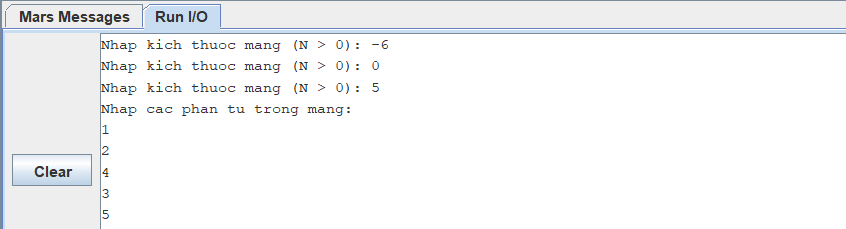 Mars Messages Run I/O
Nhap kich thuoc mang (N > 0): -6
Nhap kich thuoc mang (N > 0): 0
Nhap kich thuoc mang (N > 0): 5
Nhap cac phan tu trong mang:
1
2
Clear
4
3
5